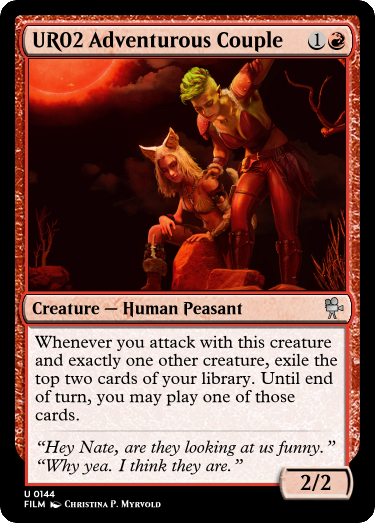 UR02 Adventurous Couple 1
Creature — Human Peasant
Whenever you attack with this creature
and exactly one other creature, exile the
top two cards of your library. Until end
of turn, you may play one of those
cards.
“Hey Nate, are they looking at us funny.”
“Why yea. I think they are.”
2/2
U 0144
FILM Christina P. Myrvold